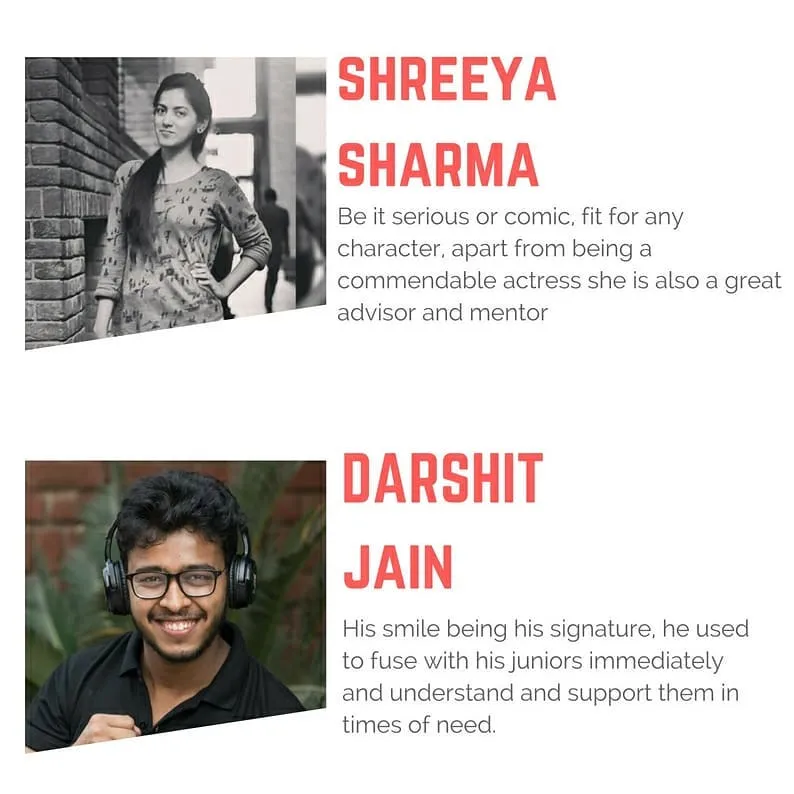 SHREEYA
SHARMA
Be it serious or comic, fit for any
character, apart from being a
commendable actress she is also a great
advisor and mentor
DARSHIT
JAIN
His smile being his signature, he used
to fuse with his juniors immediately
and understand and support them in
times of need.